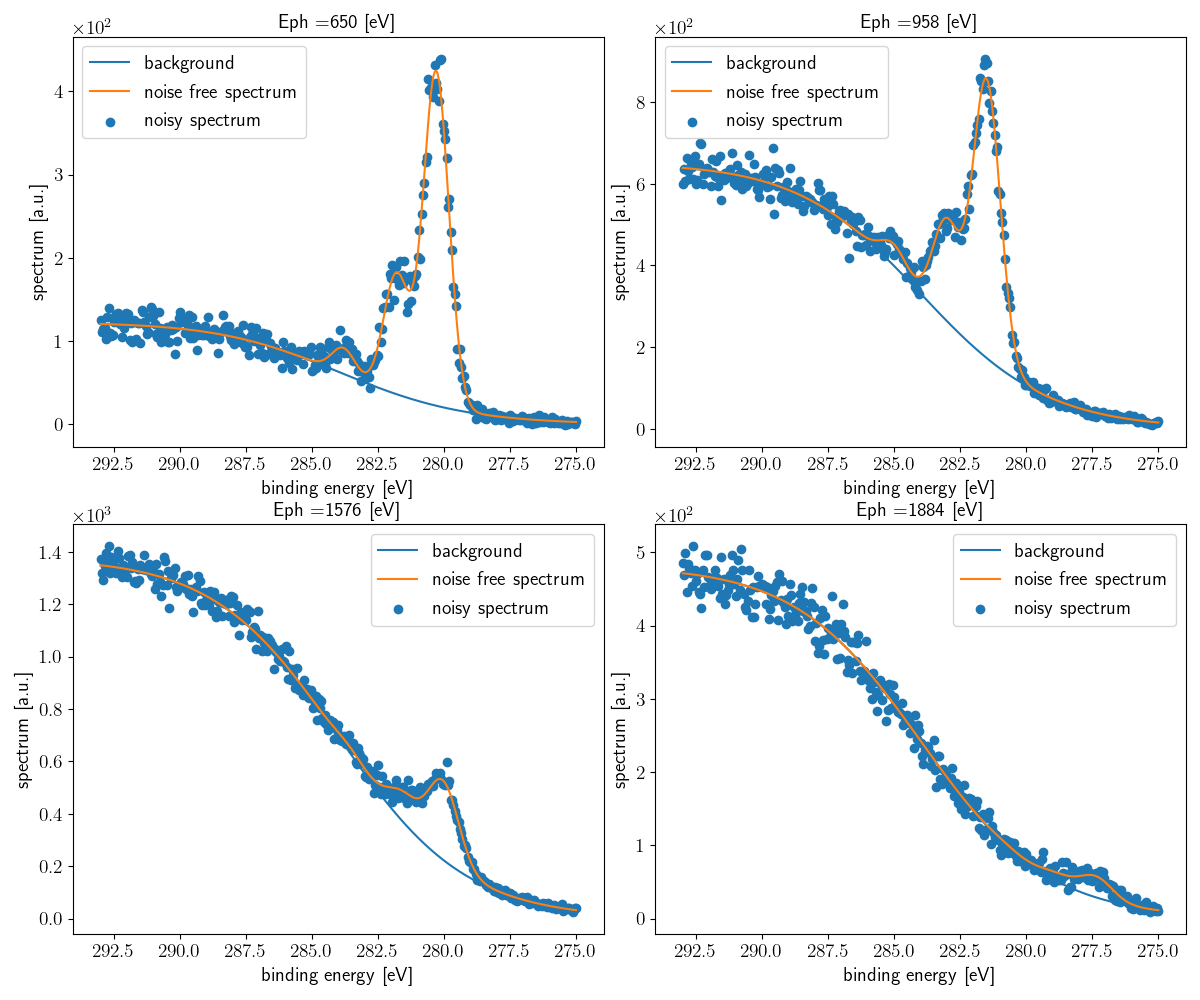 Eph =650 [eV]
×10²
background
noise free spectrum
noisy spectrum
4
3
2
1
0
spectrum [a.u.]
292.5 290.0 287.5 285.0 282.5 280.0 277.5 275.0
binding energy [eV]
Eph =958 [eV]
×10²
background
noise free spectrum
noisy spectrum
8
6
4
2
0
spectrum [a.u.]
292.5 290.0 287.5 285.0 282.5 280.0 277.5 275.0
binding energy [eV]
Eph =1576 [eV]
×10³
background
noise free spectrum
noisy spectrum
1.4
1.2
1.0
0.8
0.6
0.4
0.2
0.0
spectrum [a.u.]
292.5 290.0 287.5 285.0 282.5 280.0 277.5 275.0
binding energy [eV]
Eph =1884 [eV]
×10²
background
noise free spectrum
noisy spectrum
5
4
3
2
1
0
spectrum [a.u.]
292.5 290.0 287.5 285.0 282.5 280.0 277.5 275.0
binding energy [eV]